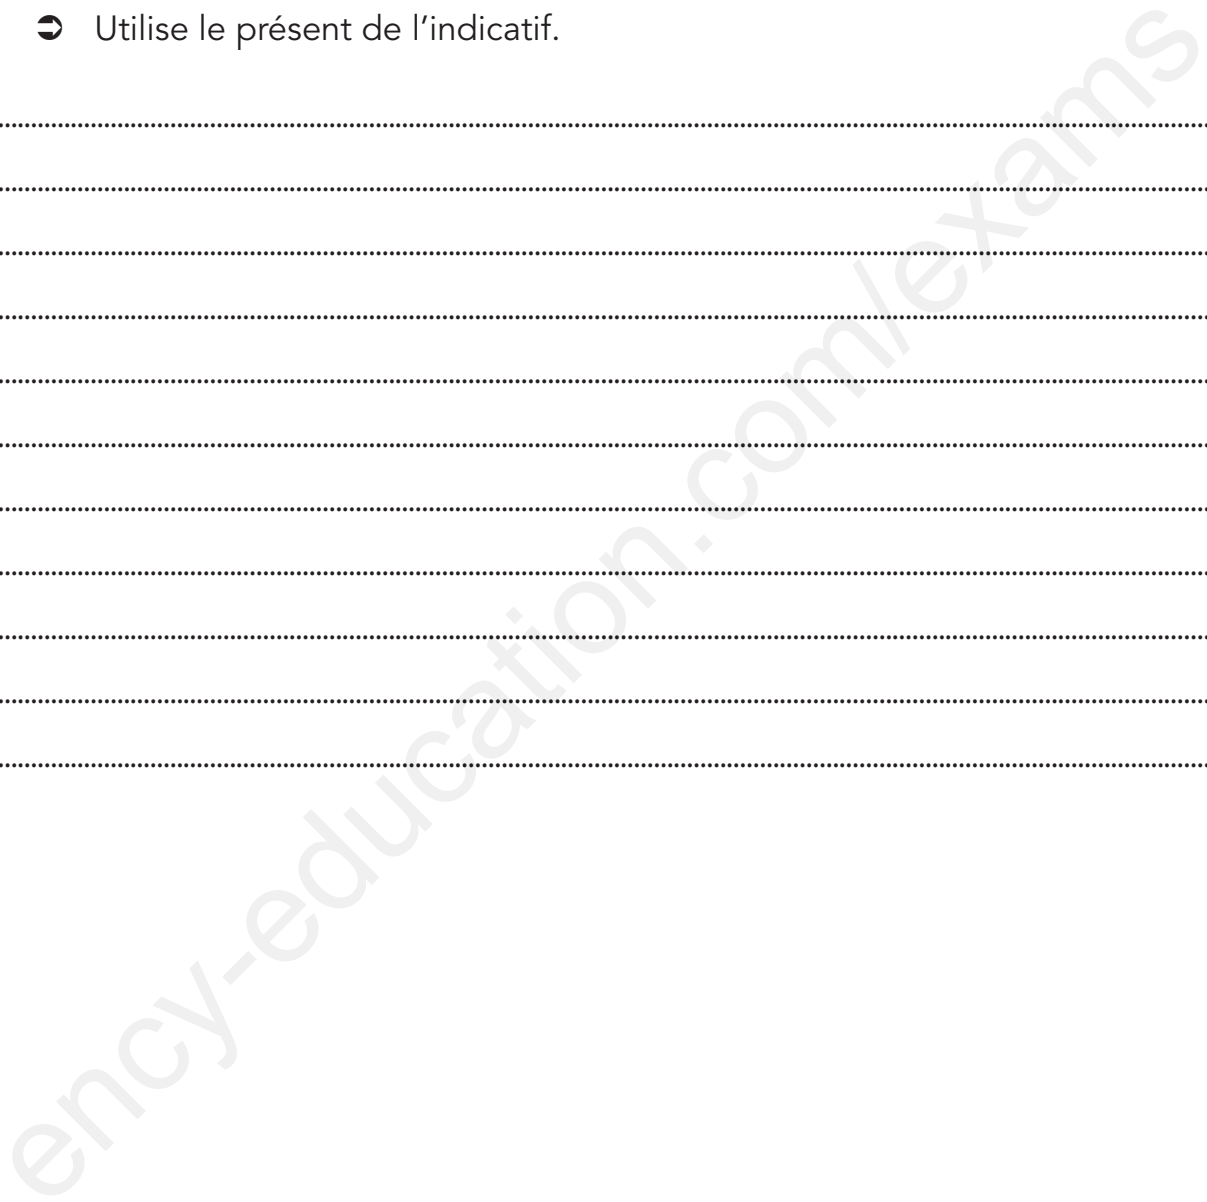 ➲ Utilise le présent de l'indicatif.
ency-education.com/exams